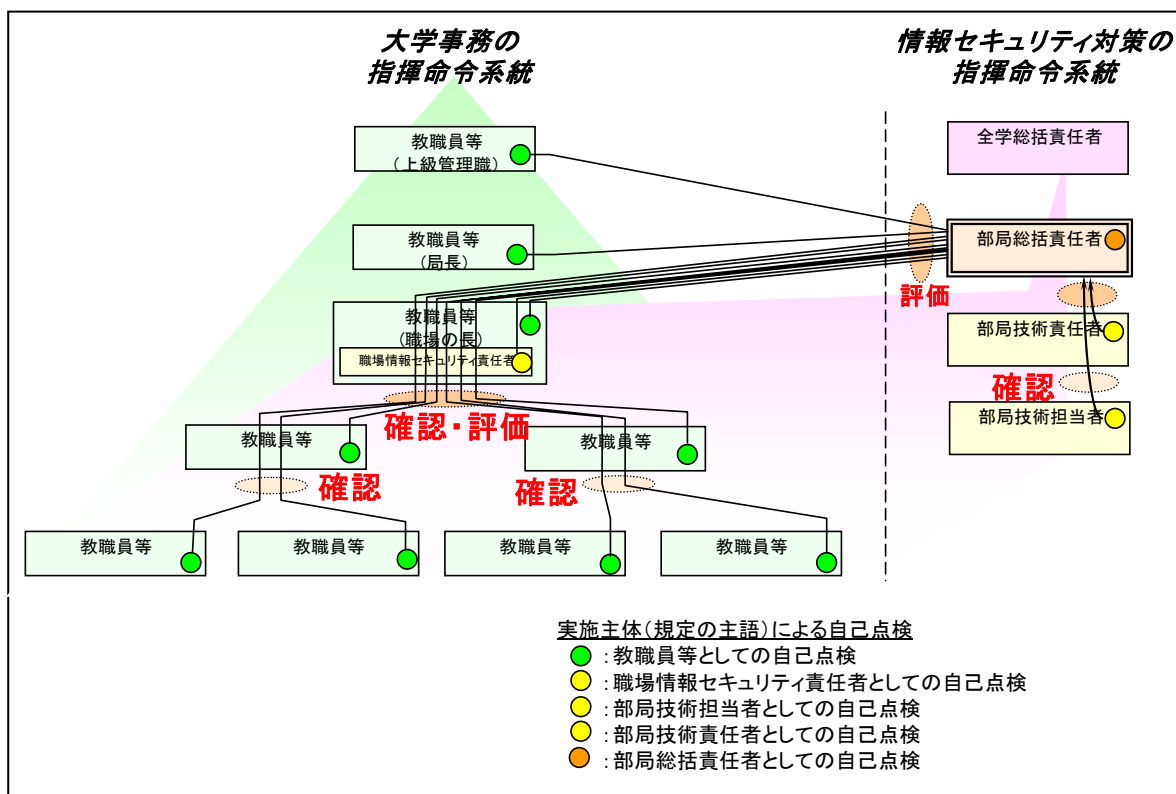 大学事務の
指揮命令系統
情報セキュリティ対策の
指揮命令系統
教職員等
(上級管理職)
全学総括責任者
教職員等
(局長)
部局総括責任者
評価
教職員等
(職場の長)
職場情報セキュリティ責任者
部局技術責任者
確認
部局技術担当者
確認・評価
教職員等
教職員等
確認
確認
教職員等
教職員等
教職員等
教職員等
実施主体(規定の主語)による自己点検
:教職員等としての自己点検
:職場情報セキュリティ責任者としての自己点検
:部局技術担当者としての自己点検
:部局技術責任者としての自己点検
:部局総括責任者としての自己点検